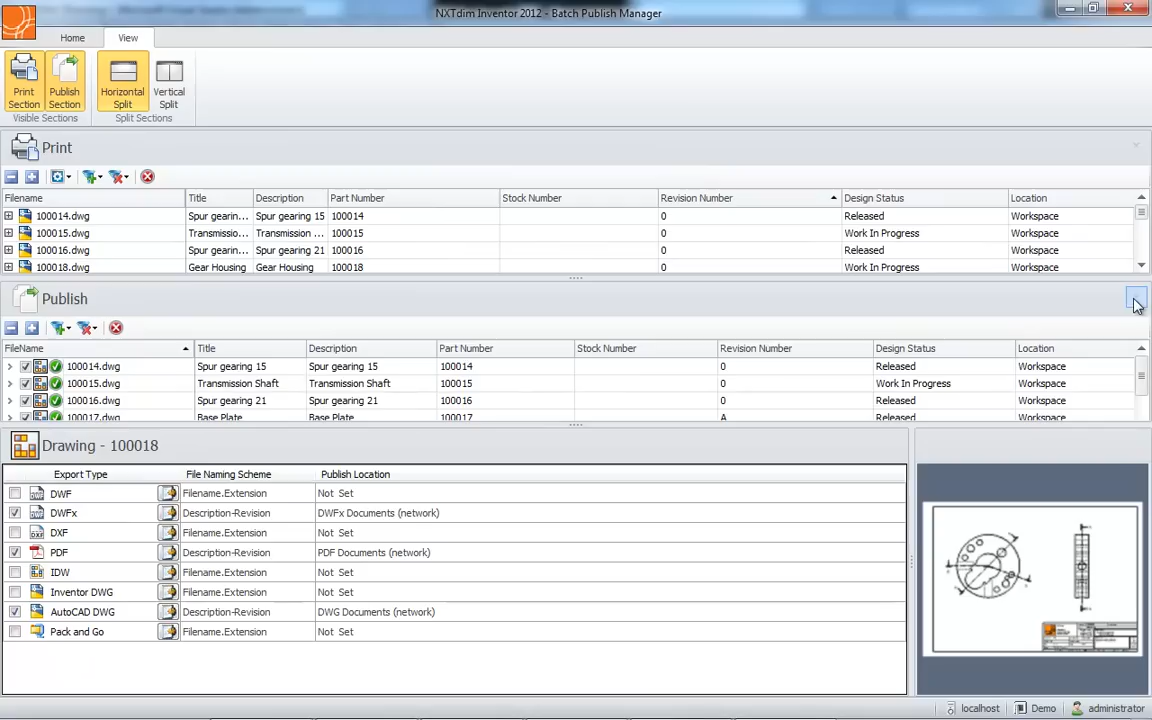 NXTdim Inventor 2012 - Batch Publish Manager
Home View
Print Section Publish Section Horizontal Split Vertical Split
Visible Sections Split Sections
Print
Filename Title Description Part Number Stock Number Revision Number Design Status Location
100014.dwg Spur gearin... Spur gearing 15 100014 0 Released Workspace
100015.dwg Transmissio... Transmission ... 100015 0 Work In Progress Workspace
100016.dwg Spur gearin... Spur gearing 21 100016 0 Released Workspace
100018.dwg Gear Housing Gear Housing 100018 0 Work In Progress Workspace
Publish
FileName Title Description Part Number Stock Number Revision Number Design Status Location
100014.dwg Spur gearing 15 Spur gearing 15 100014 0 Released Workspace
100015.dwg Transmission Shaft Transmission Shaft 100015 0 Work In Progress Workspace
100016.dwg Spur gearing 21 Spur gearing 21 100016 0 Released Workspace
100017.dwg Base Plate Base Plate 100017 A Released Workspace
Drawing - 100018
Export Type File Naming Scheme Publish Location
DWF Filename.Extension Not Set
DWFx Description-Revision DWFx Documents (network)
DXF Filename.Extension Not Set
PDF Description-Revision PDF Documents (network)
IDW Filename.Extension Not Set
Inventor DWG Filename.Extension Not Set
AutoCAD DWG Description-Revision DWG Documents (network)
Pack and Go Filename.Extension Not Set
localhost Demo administrator